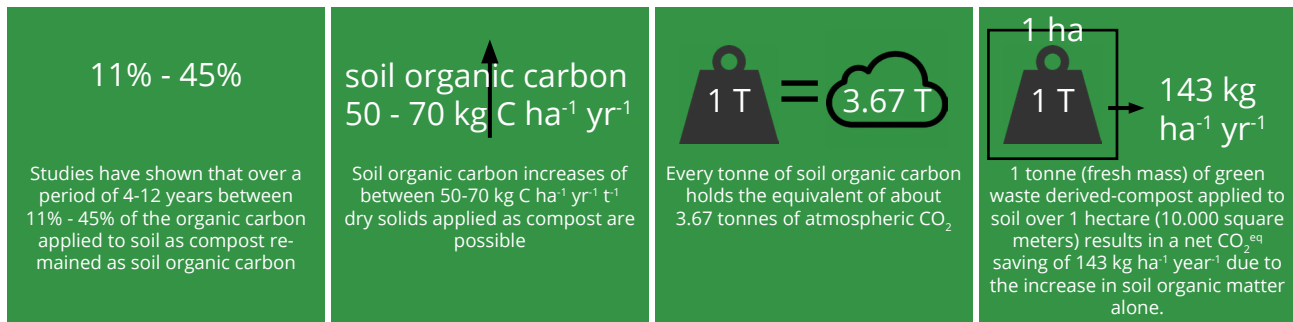 11% - 45%
Studies have shown that over a
period of 4-12 years between
11% - 45% of the organic carbon
applied to soil as compost re-
mained as soil organic carbon
soil organic carbon
50 - 70 kg C ha⁻¹ yr⁻¹
Soil organic carbon increases of
between 50-70 kg C ha⁻¹ yr⁻¹ t⁻¹
dry solids applied as compost are
possible
1 T
3.67 T
Every tonne of soil organic carbon
holds the equivalent of about
3.67 tonnes of atmospheric CO₂
1 ha
1 T
143 kg
ha⁻¹ yr⁻¹
1 tonne (fresh mass) of green
waste derived-compost applied to
soil over 1 hectare (10.000 square
meters) results in a net CO₂ᵉq
saving of 143 kg ha⁻¹ year⁻¹ due to
the increase in soil organic matter
alone.